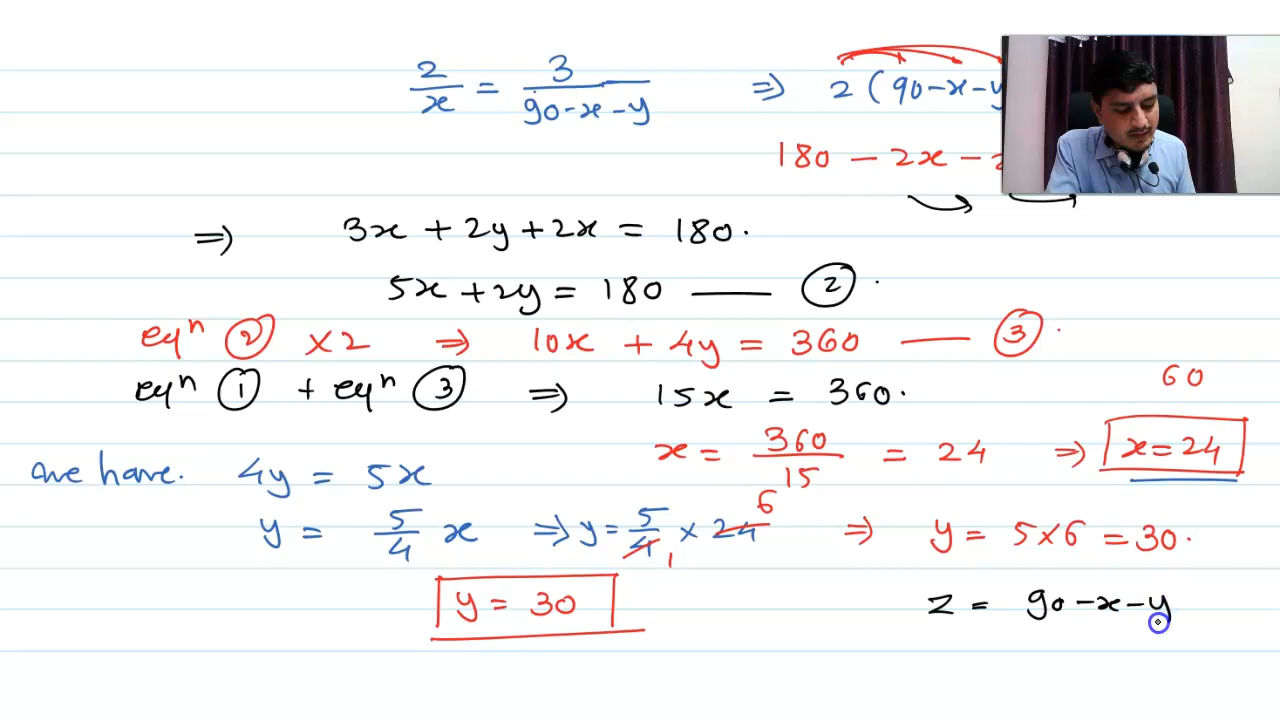 2/x = 3/(90-x-y) ⇒ 2(90-x-y
180 - 2x - 2
⇒ 3x + 2y + 2x = 180.
5x + 2y = 180 —— ②
eqⁿ ② ×2 ⇒ 10x + 4y = 360 —— ③
eqⁿ ① + eqⁿ ③ ⇒ 15x = 360.
60
x = 360/15 = 24 ⇒ x = 24
we have. 4y = 5x
y = 5/4 x ⇒ y = 5/4 1 × 24 6 ⇒ y = 5×6 = 30.
y = 30
z = 90-x-y